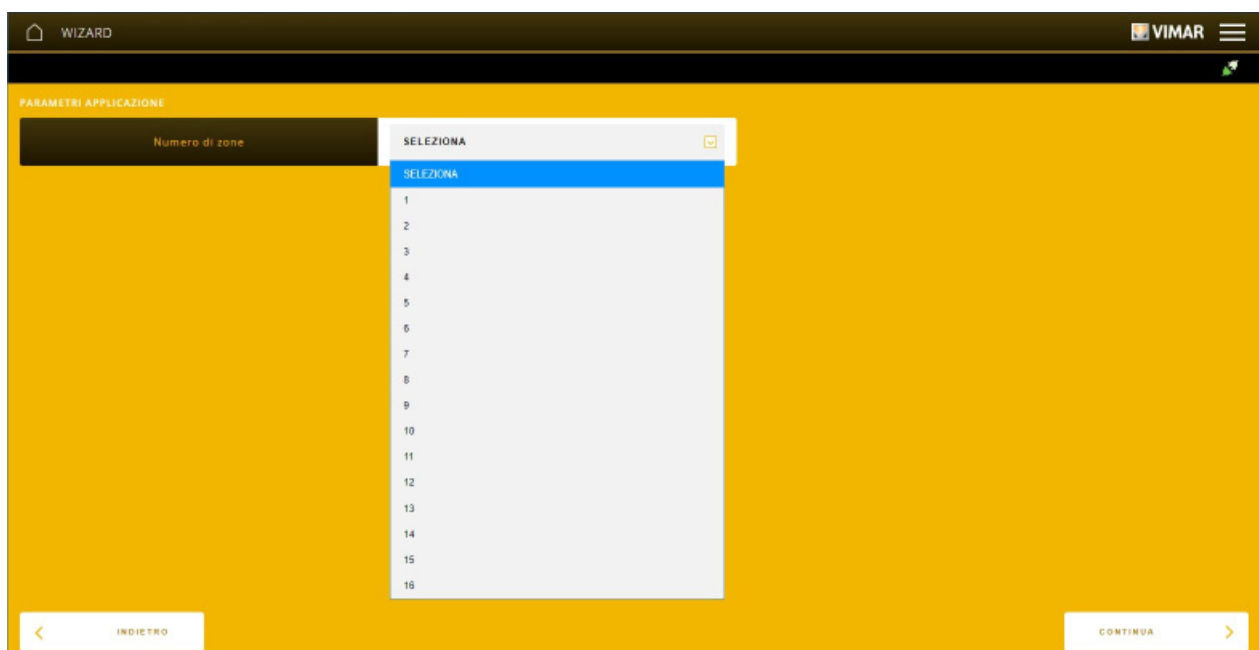 WIZARD
VIMAR
PARAMETRI APPLICAZIONE
Numero di zone
SELEZIONA
SELEZIONA
1
2
3
4
5
6
7
8
9
10
11
12
13
14
15
16
INDIETRO
CONTINUA